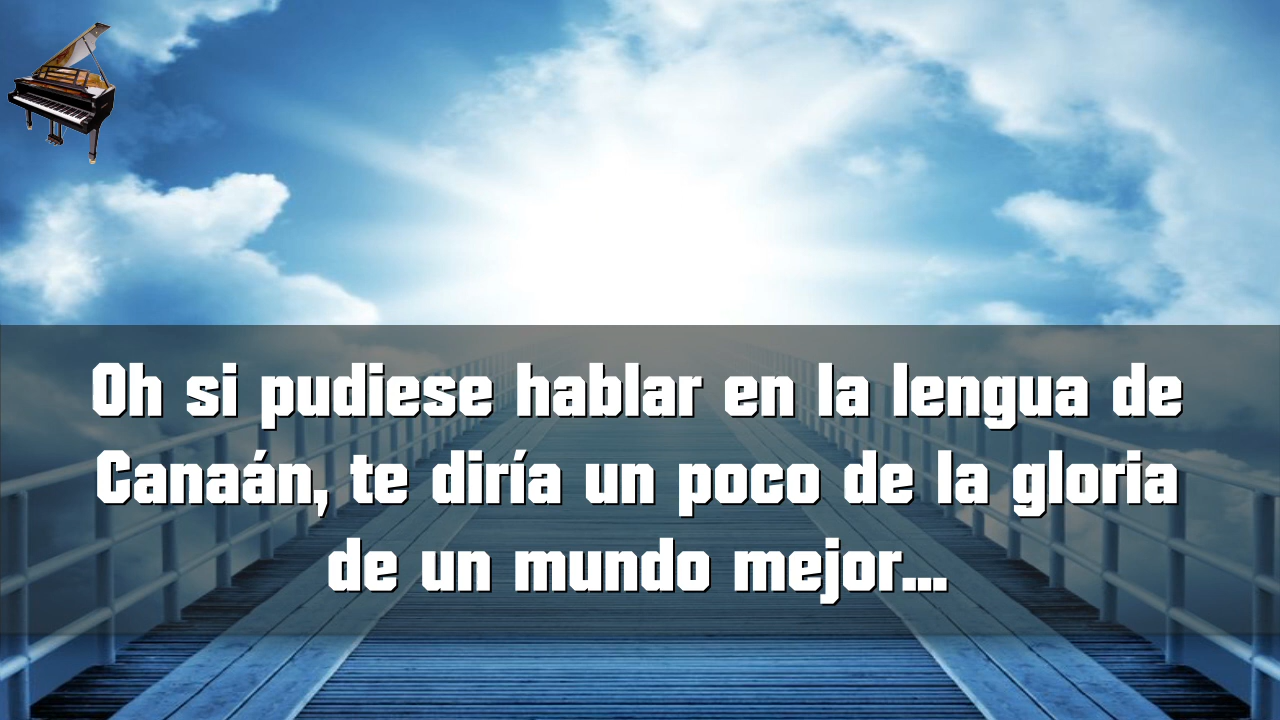 Oh si pudiese hablar en la lengua de
Canaán, te diría un poco de la gloria
de un mundo mejor...